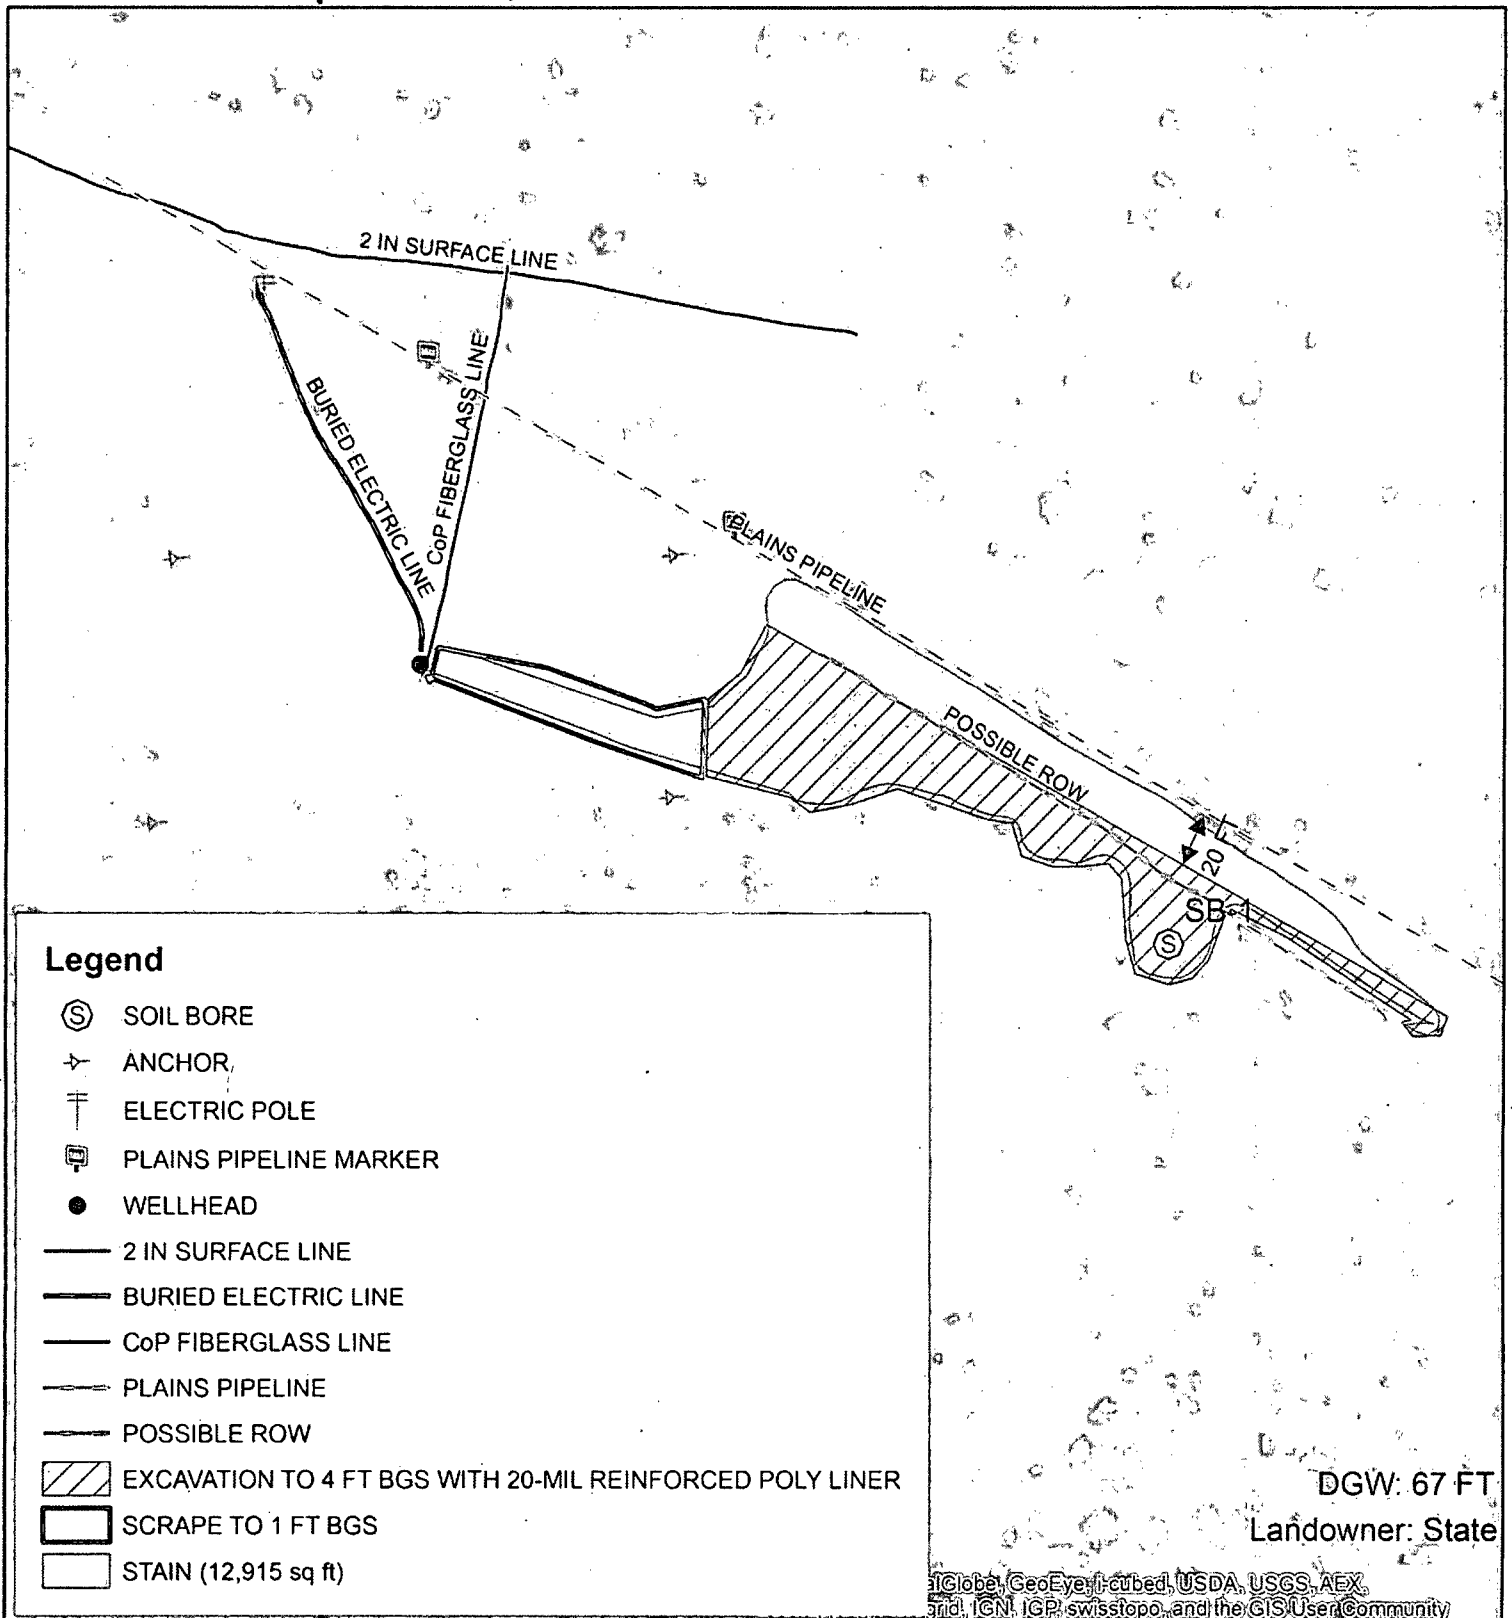 2 IN SURFACE LINE
BURIED ELECTRIC LINE
CoP FIBERGLASS LINE
PLAINS PIPELINE
POSSIBLE ROW
20 FT
SB-1
S
Legend
S SOIL BORE
ANCHOR
ELECTRIC POLE
PLAINS PIPELINE MARKER
WELLHEAD
2 IN SURFACE LINE
BURIED ELECTRIC LINE
CoP FIBERGLASS LINE
PLAINS PIPELINE
POSSIBLE ROW
EXCAVATION TO 4 FT BGS WITH 20-MIL REINFORCED POLY LINER
SCRAPE TO 1 FT BGS
STAIN (12,915 sq ft)
DGW: 67 FT
Landowner: State
alGlobe, GeoEye, i-cubed, USDA, USGS, AEX,
grid, IGN, IGP, swisstopo, and the GIS User Community